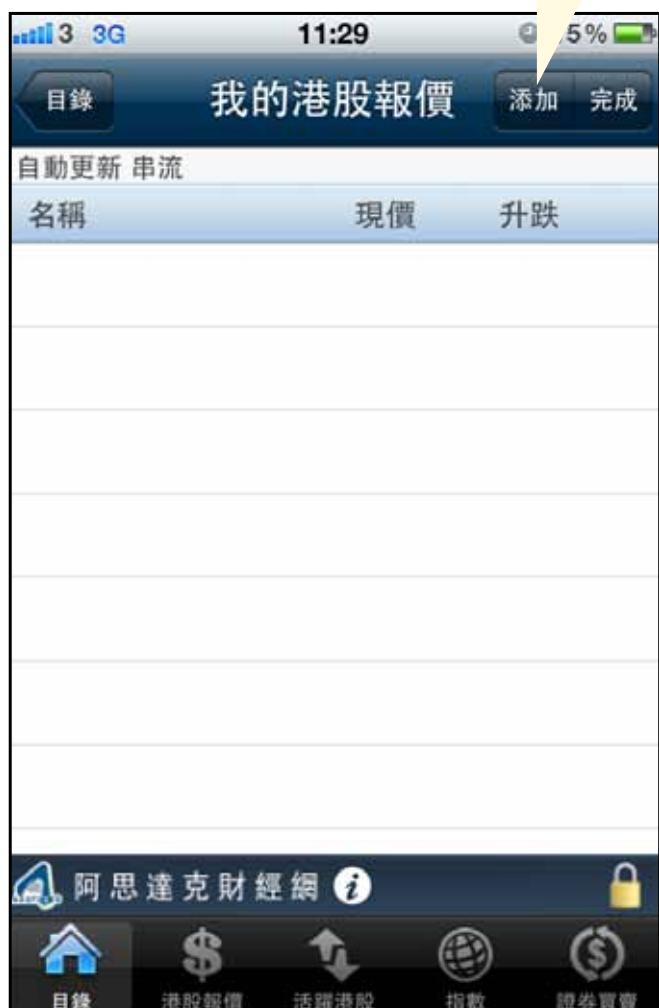 3 3G 11:29 5%
目錄 我的港股報價 添加 完成
自動更新 串流
名稱 現價 升跌
阿思達克財經網 i
目錄 港股報價 活躍港股 指數 證券買賣